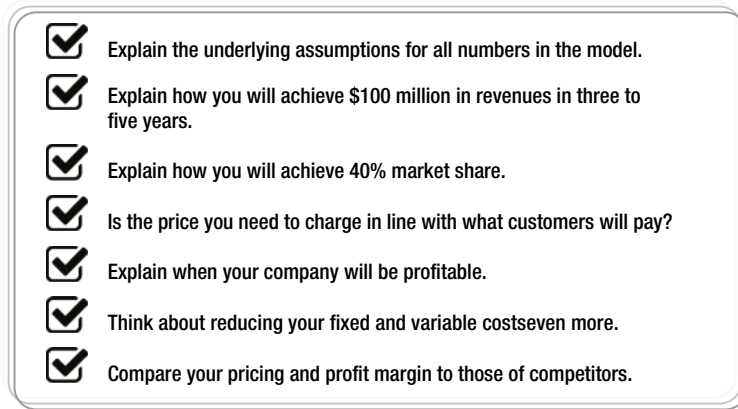 Explain the underlying assumptions for all numbers in the model.
Explain how you will achieve $100 million in revenues in three to
five years.
Explain how you will achieve 40% market share.
Is the price you need to charge in line with what customers will pay?
Explain when your company will be profitable.
Think about reducing your fixed and variable costseven more.
Compare your pricing and profit margin to those of competitors.